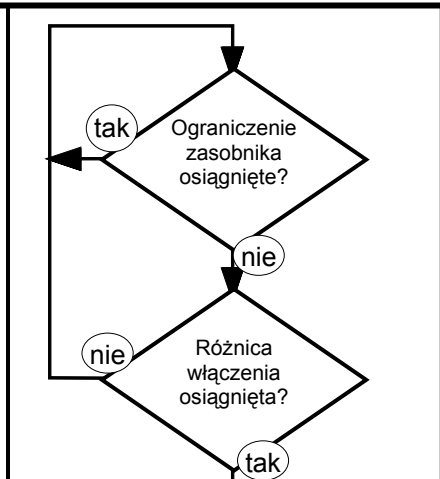 tak
Ograniczenie
zasobnika
osiągnięte?
nie
nie
Różnica
włączenia
osiągnięta?
tak